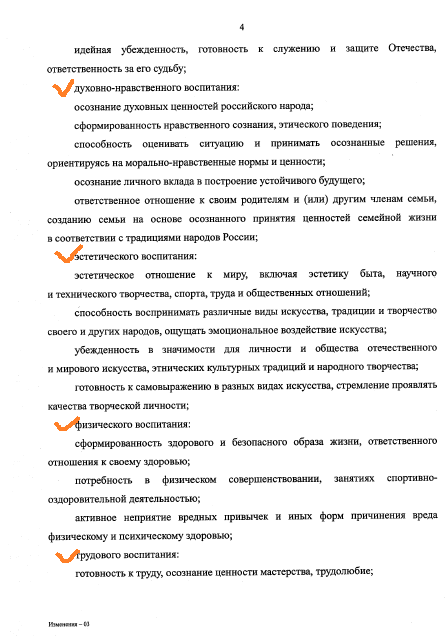 4
идейная убежденность, готовность к служению и защите Отечества,
ответственность за его судьбу;
духовно-нравственного воспитания:
осознание духовных ценностей российского народа;
сформированность нравственного сознания, этического поведения;
способность оценивать ситуацию и принимать осознанные решения,
ориентируясь на морально-нравственные нормы и ценности;
осознание личного вклада в построение устойчивого будущего;
ответственное отношение к своим родителям и (или) другим членам семьи,
созданию семьи на основе осознанного принятия ценностей семейной жизни
в соответствии с традициями народов России;
эстетического воспитания:
эстетическое отношение к миру, включая эстетику быта, научного
и технического творчества, спорта, труда и общественных отношений;
способность воспринимать различные виды искусства, традиции и творчество
своего и других народов, ощущать эмоциональное воздействие искусства;
убежденность в значимости для личности и общества отечественного
и мирового искусства, этнических культурных традиций и народного творчества;
готовность к самовыражению в разных видах искусства, стремление проявлять
качества творческой личности;
физического воспитания:
сформированность здорового и безопасного образа жизни, ответственного
отношения к своему здоровью;
потребность в физическом совершенствовании, занятиях спортивно-
оздоровительной деятельностью;
активное неприятие вредных привычек и иных форм причинения вреда
физическому и психическому здоровью;
трудового воспитания:
готовность к труду, осознание ценности мастерства, трудолюбие;
Изменения – 03